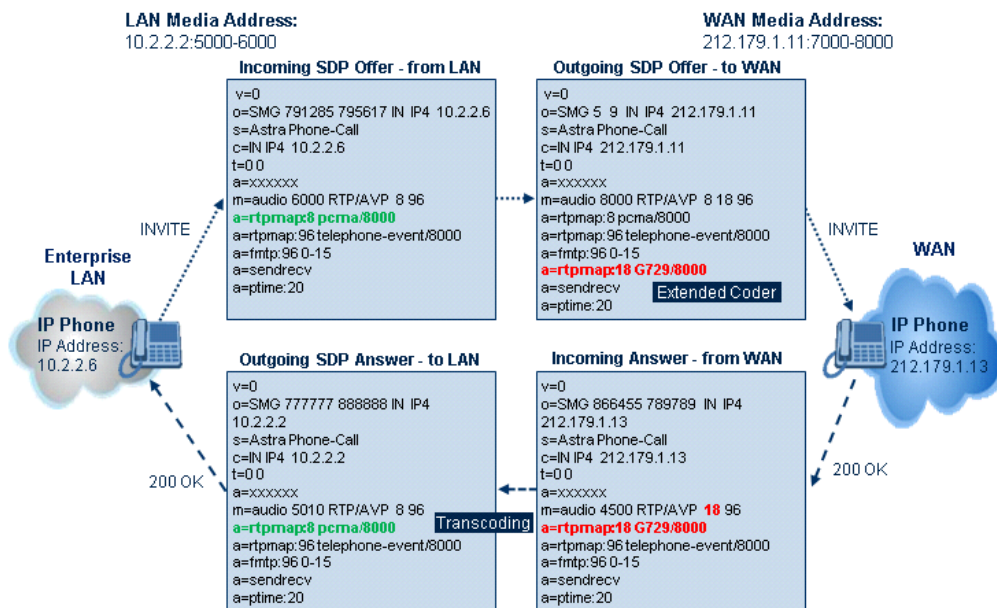 LAN Media Address:
10.2.2.2:5000-6000
WAN Media Address:
212.179.1.11:7000-8000
Incoming SDP Offer - from LAN
v=0
o=SMG 791285 795617 IN IP4 10.2.2.6
s=Astra Phone-Call
c=IN IP4 10.2.2.6
t=0 0
a=xxxxxx
m=audio 6000 RTP/AVP 8 96
a=rtpmap:8 pcma/8000
a=rtpmap:96 telephone-event/8000
a=fmtp:96 0-15
a=sendrecv
a=ptime:20
Outgoing SDP Offer - to WAN
v=0
o=SMG 5 9 IN IP4 212.179.1.11
s=Astra Phone-Call
c=IN IP4 212.179.1.11
t=0 0
a=xxxxxx
m=audio 8000 RTP/AVP 8 18 96
a=rtpmap:8 pcma/8000
a=rtpmap:96 telephone-event/8000
a=fmtp:96 0-15
a=rtpmap:18 G729/8000
a=sendrecv
a=ptime:20
Extended Coder
INVITE
INVITE
Enterprise
LAN
IP Phone
IP Address:
10.2.2.6
WAN
IP Phone
IP Address:
212.179.1.13
Outgoing SDP Answer - to LAN
v=0
o=SMG 777777 888888 IN IP4
10.2.2.2
s=Astra Phone-Call
c=IN IP4 10.2.2.2
t=0 0
a=xxxxxx
m=audio 5010 RTP/AVP 8 96
a=rtpmap:8 pcma/8000
a=rtpmap:96 telephone-event/8000
a=fmtp:96 0-15
a=sendrecv
a=ptime:20
Transcoding
Incoming Answer - from WAN
v=0
o=SMG 866455 789789 IN IP4
212.179.1.13
s=Astra Phone-Call
c=IN IP4 212.179.1.13
t=0 0
a=xxxxxx
m=audio 4500 RTP/AVP 18 96
a=rtpmap:18 G729/8000
a=rtpmap:96 telephone-event/8000
a=fmtp:96 0-15
a=sendrecv
a=ptime:20
200 OK
200 OK